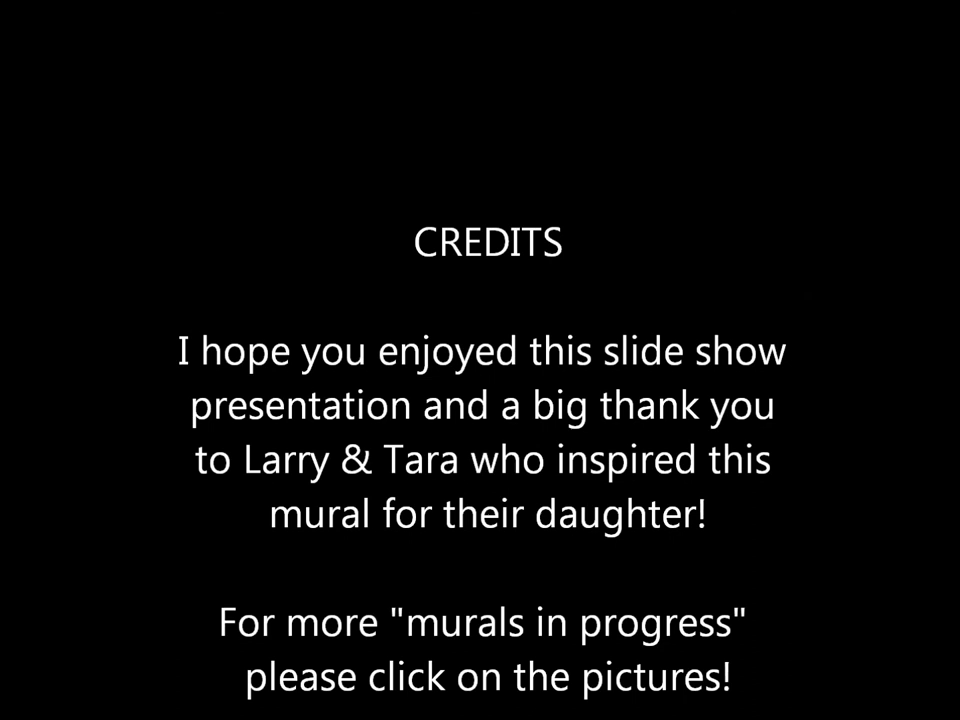 CREDITS
I hope you enjoyed this slide show
presentation and a big thank you
to Larry & Tara who inspired this
mural for their daughter!
For more "murals in progress"
please click on the pictures!